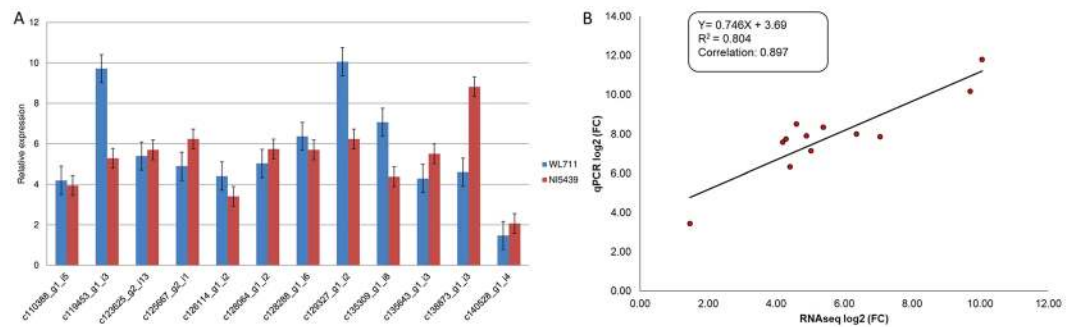 A
12
10
8
6
4
2
0
Relative expression
WL711
NI5439
c110368_g1_i5
c119453_g1_i3
c123625_g2_i13
c125667_g2_i1
c126114_g1_i2
c128064_g1_i2
c128288_g1_i6
c129327_g1_i2
c135309_g1_i8
c135643_g1_i3
c138873_g1_i3
c140528_g1_i4
B
Y= 0.746X + 3.69
R² = 0.804
Correlation: 0.897
14.00
12.00
10.00
8.00
6.00
4.00
2.00
0.00
qPCR log2 (FC)
0.00 2.00 4.00 6.00 8.00 10.00 12.00
RNAseq log2 (FC)